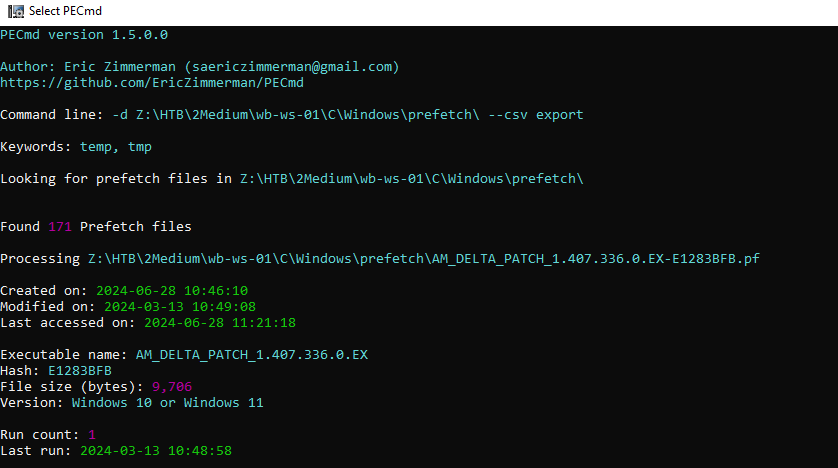 Select PECmd
PECmd version 1.5.0.0
Author: Eric Zimmerman (saericzimmerman@gmail.com)
https://github.com/EricZimmerman/PECmd
Command line: -d Z:\HTB\2Medium\wb-ws-01\C\Windows\prefetch\ --csv export
Keywords: temp, tmp
Looking for prefetch files in Z:\HTB\2Medium\wb-ws-01\C\Windows\prefetch\
Found 171 Prefetch files
Processing Z:\HTB\2Medium\wb-ws-01\C\Windows\prefetch\AM_DELTA_PATCH_1.407.336.0.EX-E1283BFB.pf
Created on: 2024-06-28 10:46:10
Modified on: 2024-03-13 10:49:08
Last accessed on: 2024-06-28 11:21:18
Executable name: AM_DELTA_PATCH_1.407.336.0.EX
Hash: E1283BFB
File size (bytes): 9,706
Version: Windows 10 or Windows 11
Run count: 1
Last run: 2024-03-13 10:48:58